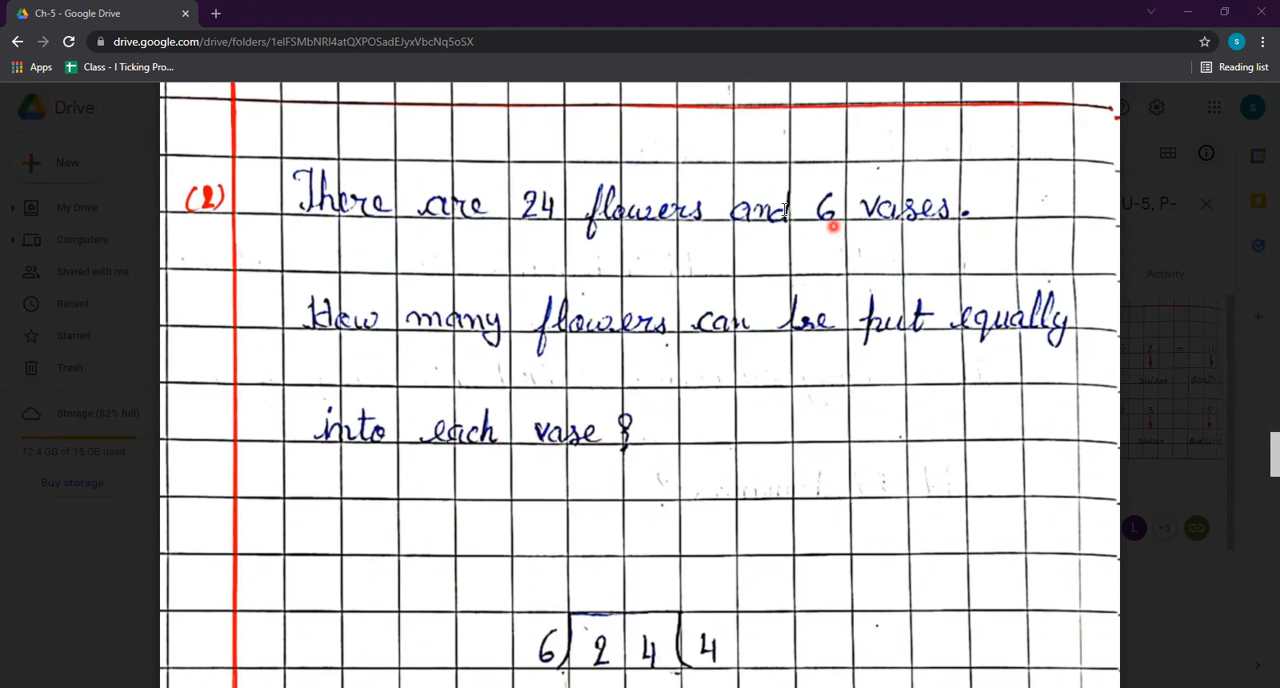 Ch-5 - Google Drive
drive.google.com/drive/folders/1elFSMbNRl4atQXPOSadEJyxVbcNq5oSX
S
Apps
Class - I Ticking Pro...
Reading list
Drive
S
New
My Drive
Computers
Shared with me
Recent
Starred
Trash
Storage (82% full)
12.4 GB of 15 GB used
Buy storage
(2) There are 24 flowers and 6 vases.
How many flowers can be put equally
into each vase?
6)24(4
U-5, P-
Activity
L
+8